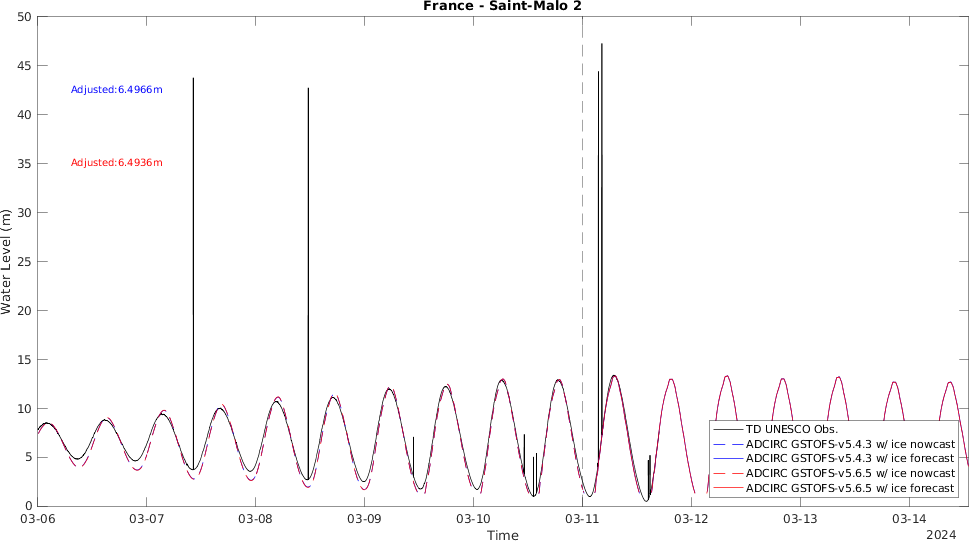 France - Saint-Malo 2
50
45
40
35
30
25
20
15
10
5
0
Water Level (m)
Adjusted:6.4966m
Adjusted:6.4936m
TD UNESCO Obs.
ADCIRC GSTOFS-v5.4.3 w/ ice nowcast
ADCIRC GSTOFS-v5.4.3 w/ ice forecast
ADCIRC GSTOFS-v5.6.5 w/ ice nowcast
ADCIRC GSTOFS-v5.6.5 w/ ice forecast
03-06 03-07 03-08 03-09 03-10 03-11 03-12 03-13 03-14
Time
2024